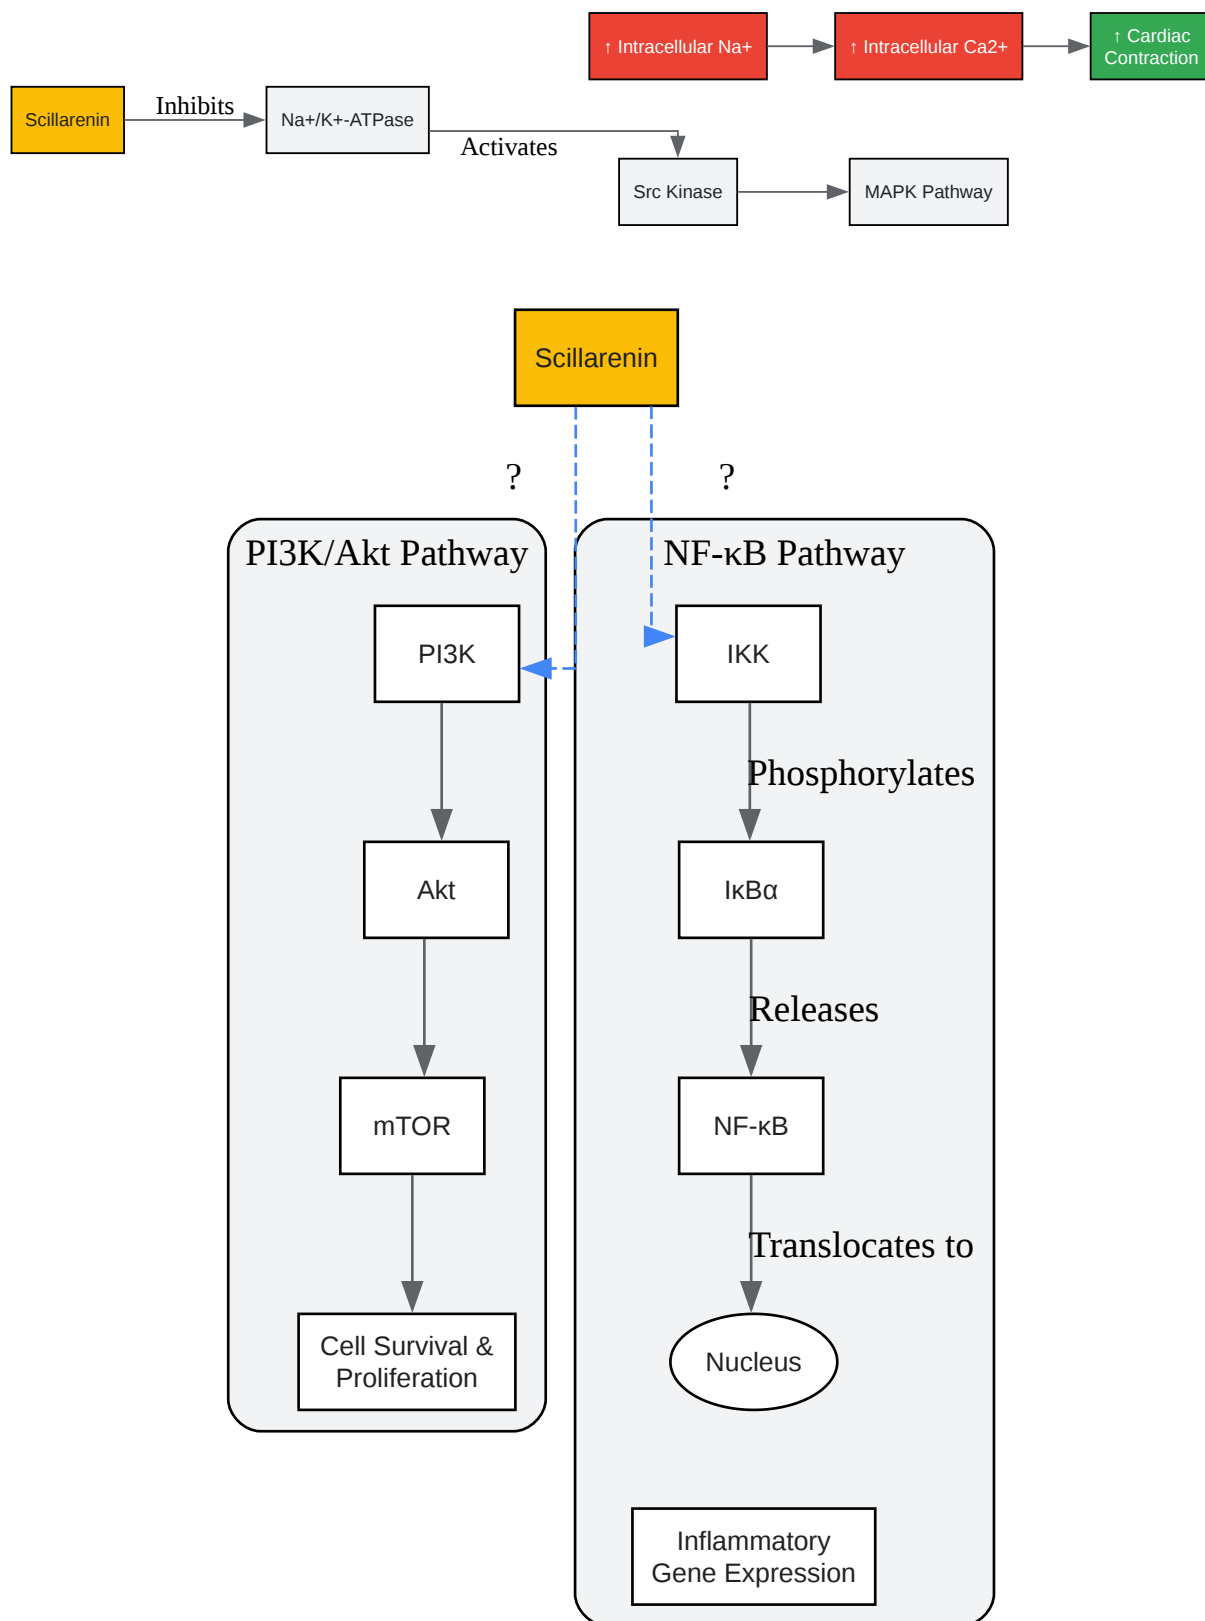 ↑ Intracellular Na+
↑ Intracellular Ca2+
↑ Cardiac
Contraction
Scillarenin
Inhibits
Na+/K+-ATPase
Activates
Src Kinase
MAPK Pathway
Scillarenin
?
?
PI3K/Akt Pathway
PI3K
Akt
mTOR
Cell Survival &
Proliferation
NF-κB Pathway
IKK
Phosphorylates
IκBα
Releases
NF-κB
Translocates to
Nucleus
Inflammatory
Gene Expression